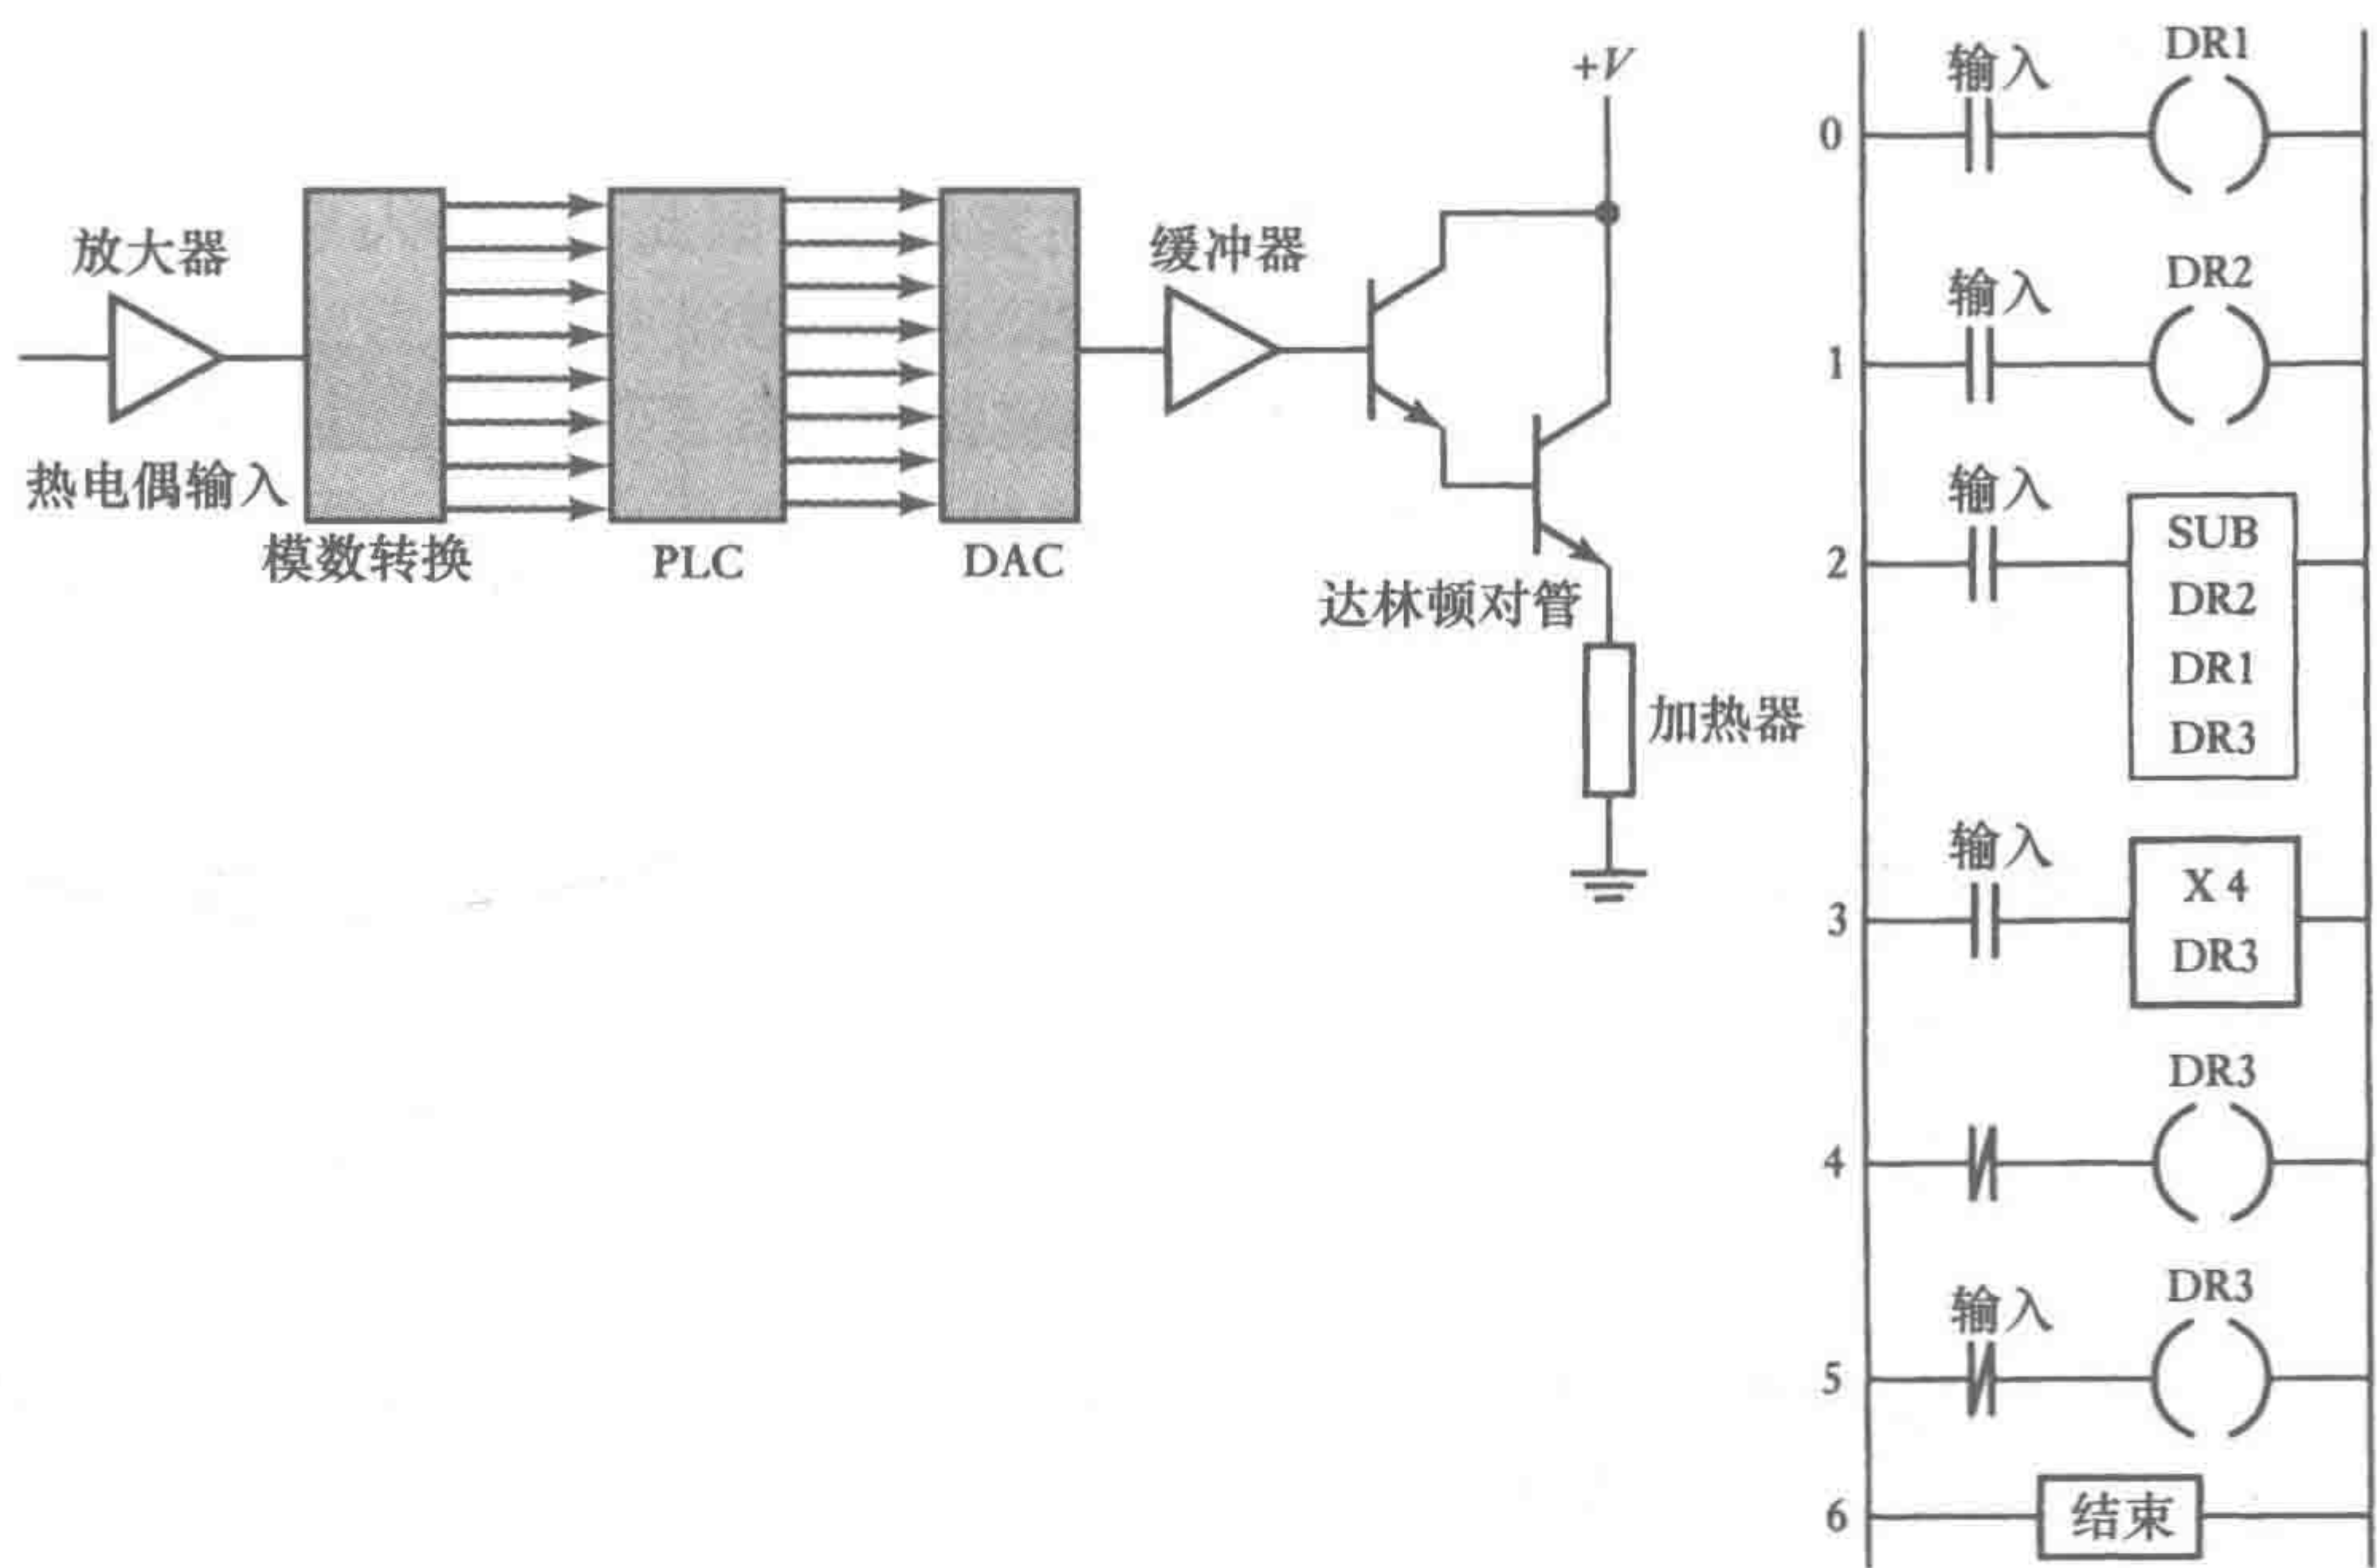 放大器
热电偶输入
模数转换
PLC
DAC
缓冲器
+V
达林顿对管
加热器
0
输入
DR1
1
输入
DR2
2
输入
SUB
DR2
DR1
DR3
3
输入
X 4
DR3
4
DR3
5
输入
DR3
6
结束